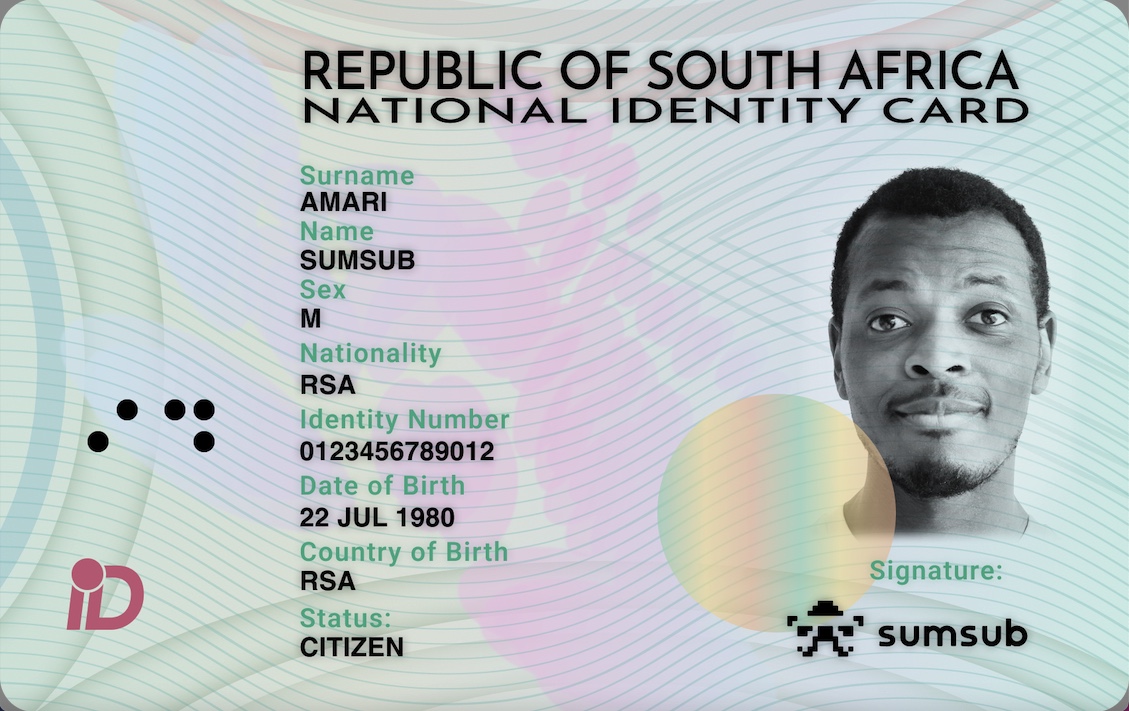 REPUBLIC OF SOUTH AFRICA
NATIONAL IDENTITY CARD
Surname
AMARI
Name
SUMSUB
Sex
M
Nationality
RSA
Identity Number
0123456789012
Date of Birth
22 JUL 1980
Country of Birth
RSA
Status:
CITIZEN
iD
Signature:
sumsub